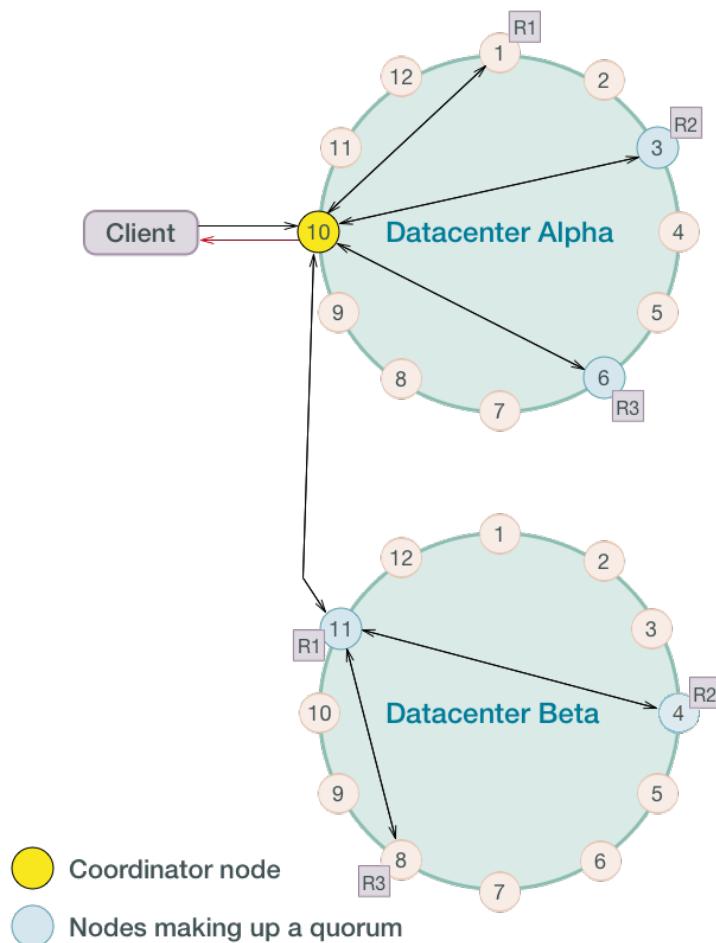 R1
1
12
2
R2
11
3
Client
10
Datacenter Alpha
4
9
5
8
6
7
R3
1
12
2
11
3
R1
R2
10
Datacenter Beta
4
9
5
8
6
R3
7
Coordinator node
Nodes making up a quorum